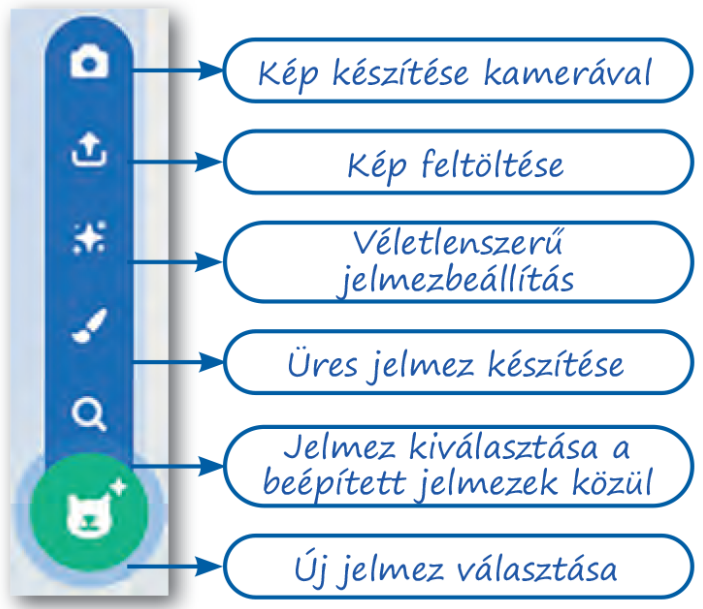 Kép készítése kamerával
Kép feltöltése
Véletlenszerű
jelmezbeállítás
Üres jelmez készítése
Jelmez kiválasztása a
beépített jelmezek közül
Új jelmez választása